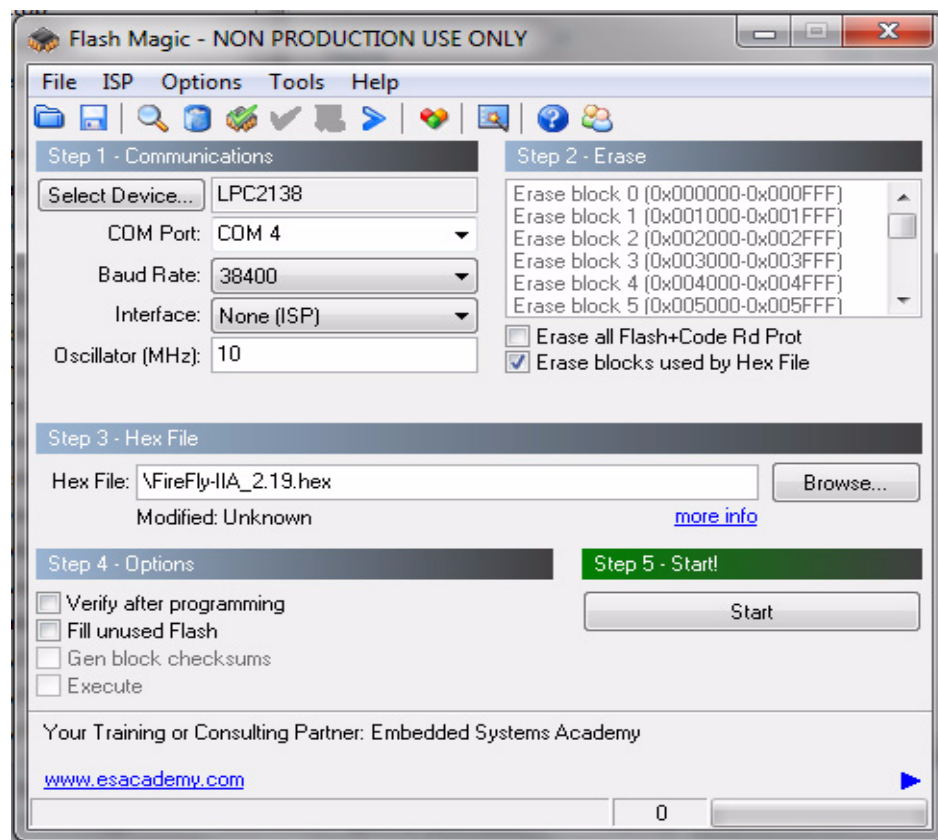 Flash Magic - NON PRODUCTION USE ONLY
File ISP Options Tools Help
Step 1 - Communications
Select Device... LPC2138
COM Port: COM 4
Baud Rate: 38400
Interface: None (ISP)
Oscillator (MHz): 10
Step 2 - Erase
Erase block 0 (0x000000-0x000FFF)
Erase block 1 (0x001000-0x001FFF)
Erase block 2 (0x002000-0x002FFF)
Erase block 3 (0x003000-0x003FFF)
Erase block 4 (0x004000-0x004FFF)
Erase block 5 (0x005000-0x005FFF)
Erase all Flash+Code Rd Prot
Erase blocks used by Hex File
Step 3 - Hex File
Hex File: \FireFly-IIA_2.19.hex Browse...
Modified: Unknown more info
Step 4 - Options
Verify after programming
Fill unused Flash
Gen block checksums
Execute
Step 5 - Start!
Start
Your Training or Consulting Partner: Embedded Systems Academy
www.esacademy.com
0